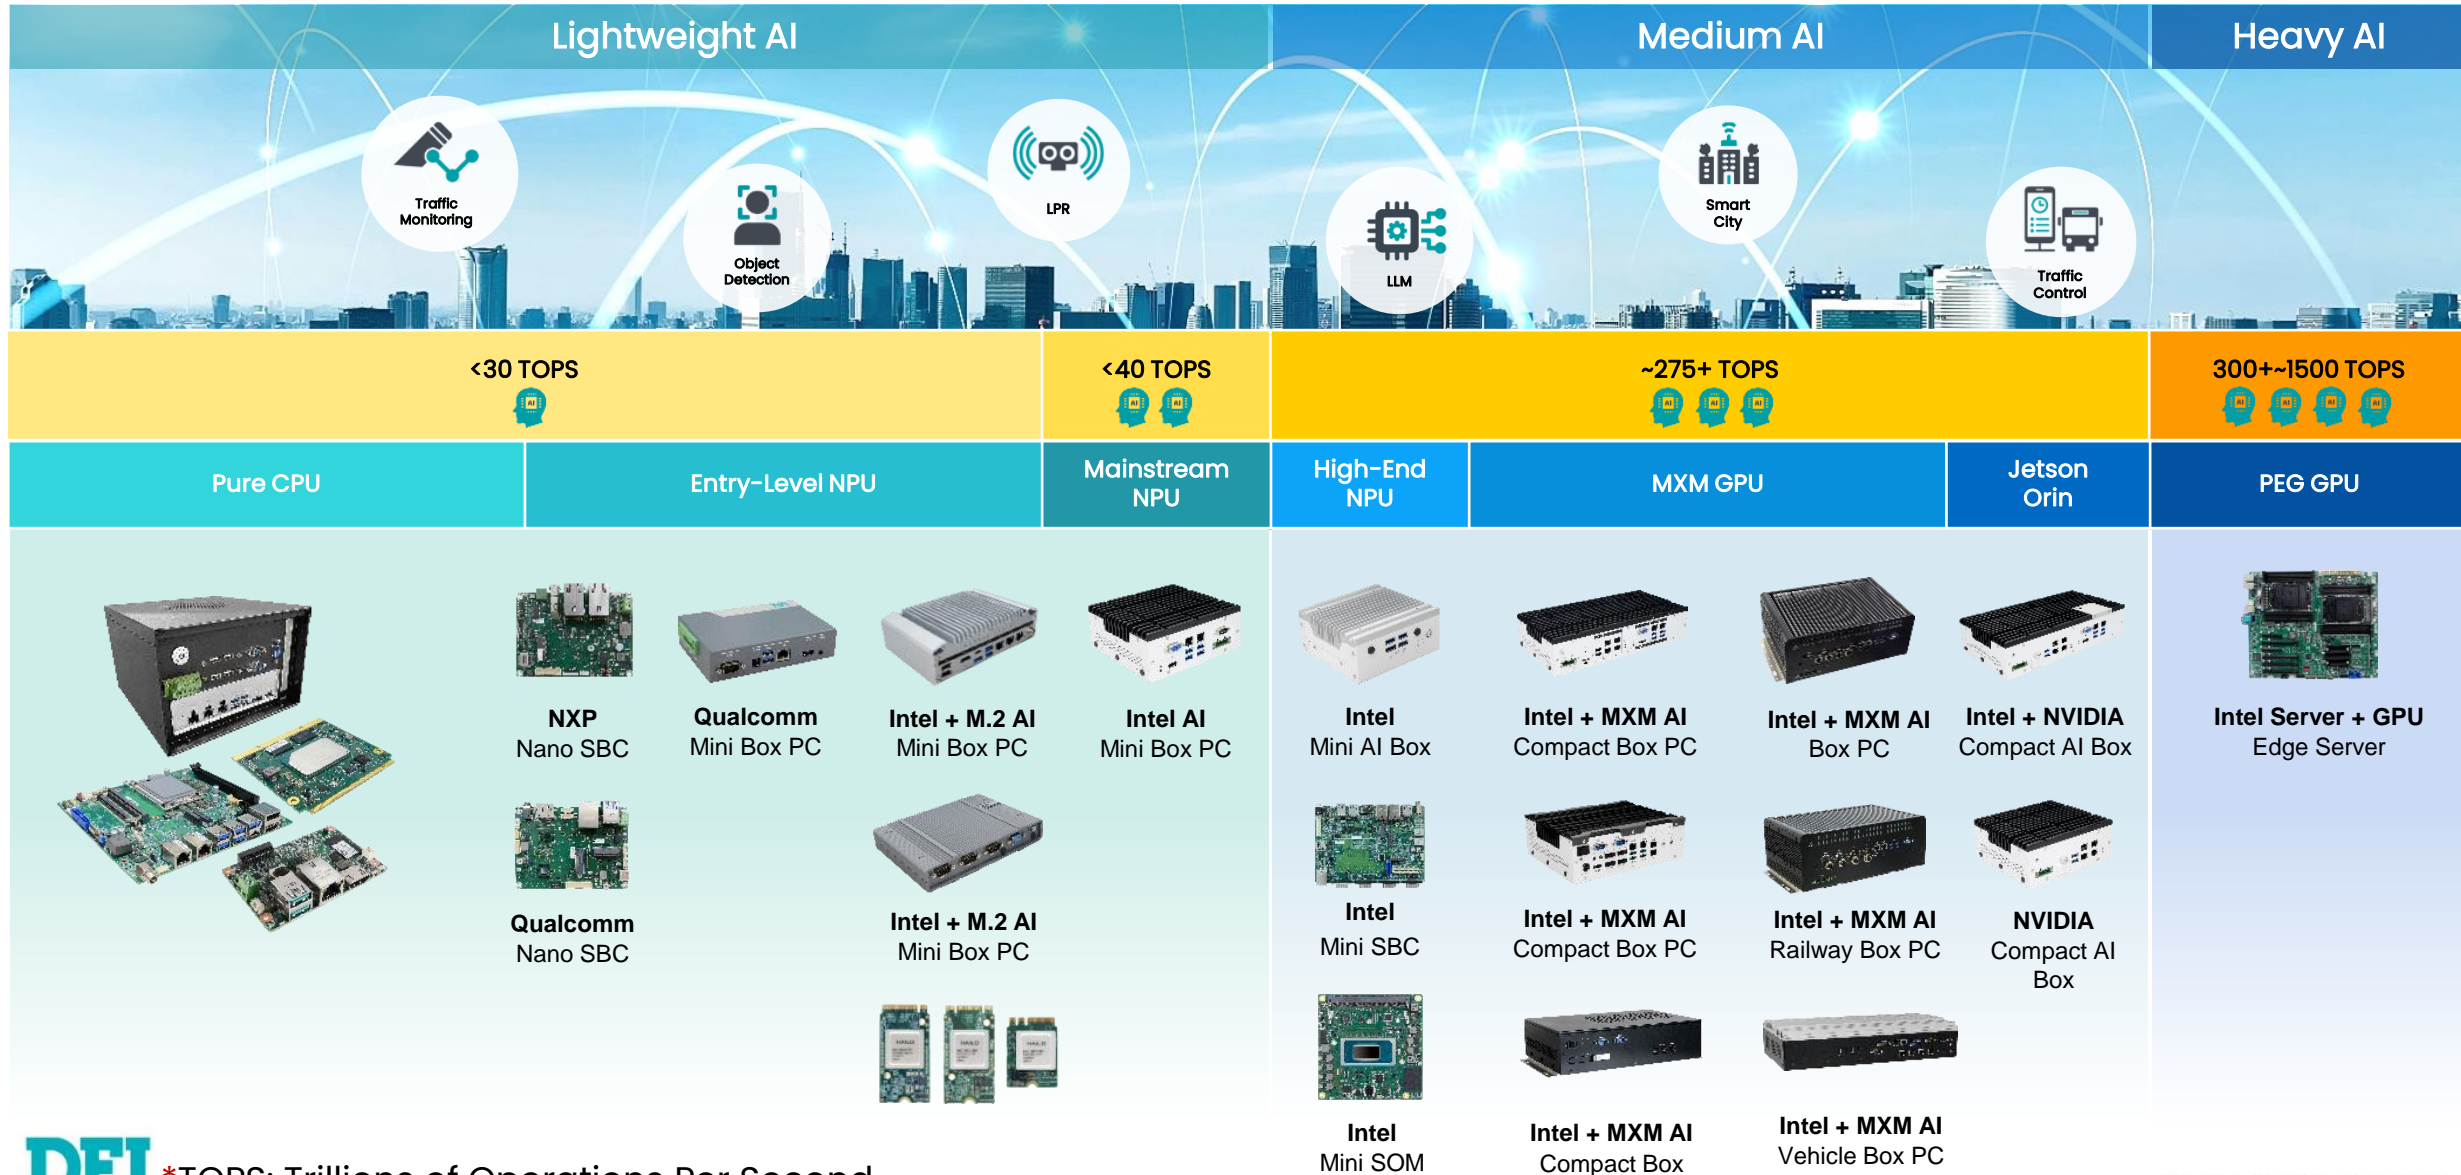 Lightweight AI
Medium AI
Heavy AI
Traffic
Monitoring
Object
Detection
LPR
LLM
Smart
City
Traffic
Control
<30 TOPS
<40 TOPS
~275+ TOPS
300+~1500 TOPS
Pure CPU
Entry-Level NPU
Mainstream
NPU
High-End
NPU
MXM GPU
Jetson
Orin
PEG GPU
NXP
Nano SBC
Qualcomm
Mini Box PC
Intel + M.2 AI
Mini Box PC
Intel AI
Mini Box PC
Intel
Mini AI Box
Intel + MXM AI
Compact Box PC
Intel + MXM AI
Box PC
Intel + NVIDIA
Compact AI Box
Intel Server + GPU
Edge Server
Qualcomm
Nano SBC
Intel + M.2 AI
Mini Box PC
Intel
Mini SBC
Intel + MXM AI
Compact Box PC
Intel + MXM AI
Railway Box PC
NVIDIA
Compact AI
Box
HAILO
HAILO
HAILO
Intel
Mini SOM
Intel + MXM AI
Compact Box
Intel + MXM AI
Vehicle Box PC
DFI
*TOPS: Trillions of Operations Per Second